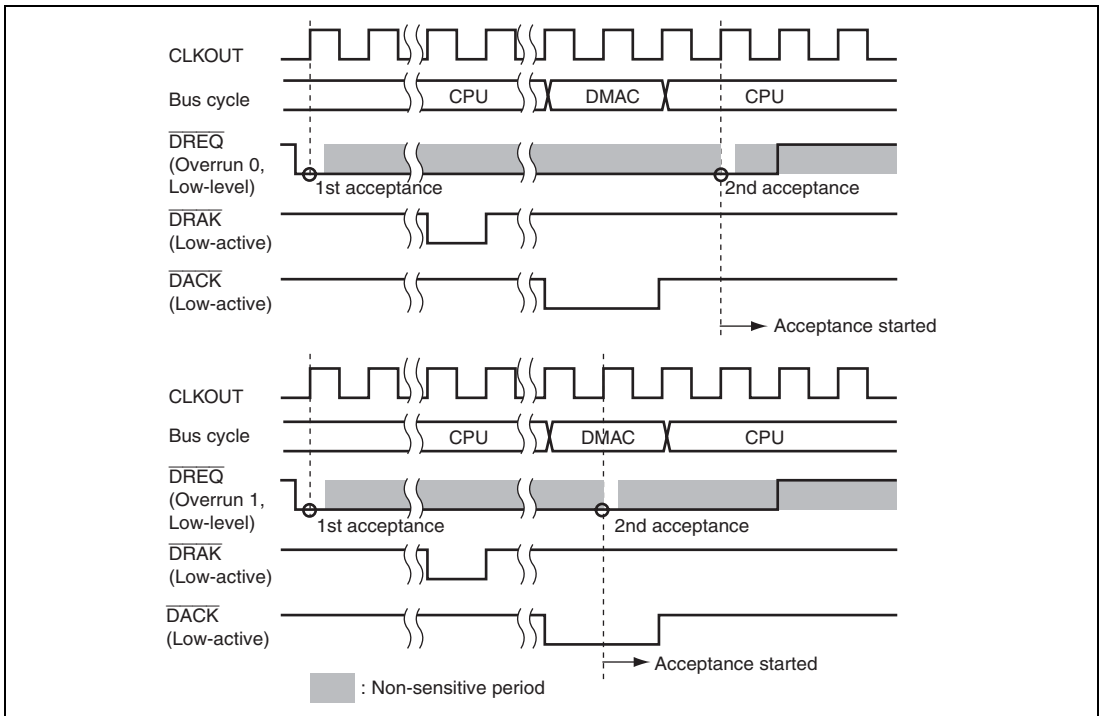 CLKOUT
Bus cycle CPU DMAC CPU
DREQ
(Overrun 0,
Low-level)
1st acceptance 2nd acceptance
DRAK
(Low-active)
DACK
(Low-active)
Acceptance started
CLKOUT
Bus cycle CPU DMAC CPU
DREQ
(Overrun 1,
Low-level)
1st acceptance 2nd acceptance
DRAK
(Low-active)
DACK
(Low-active)
Acceptance started
: Non-sensitive period